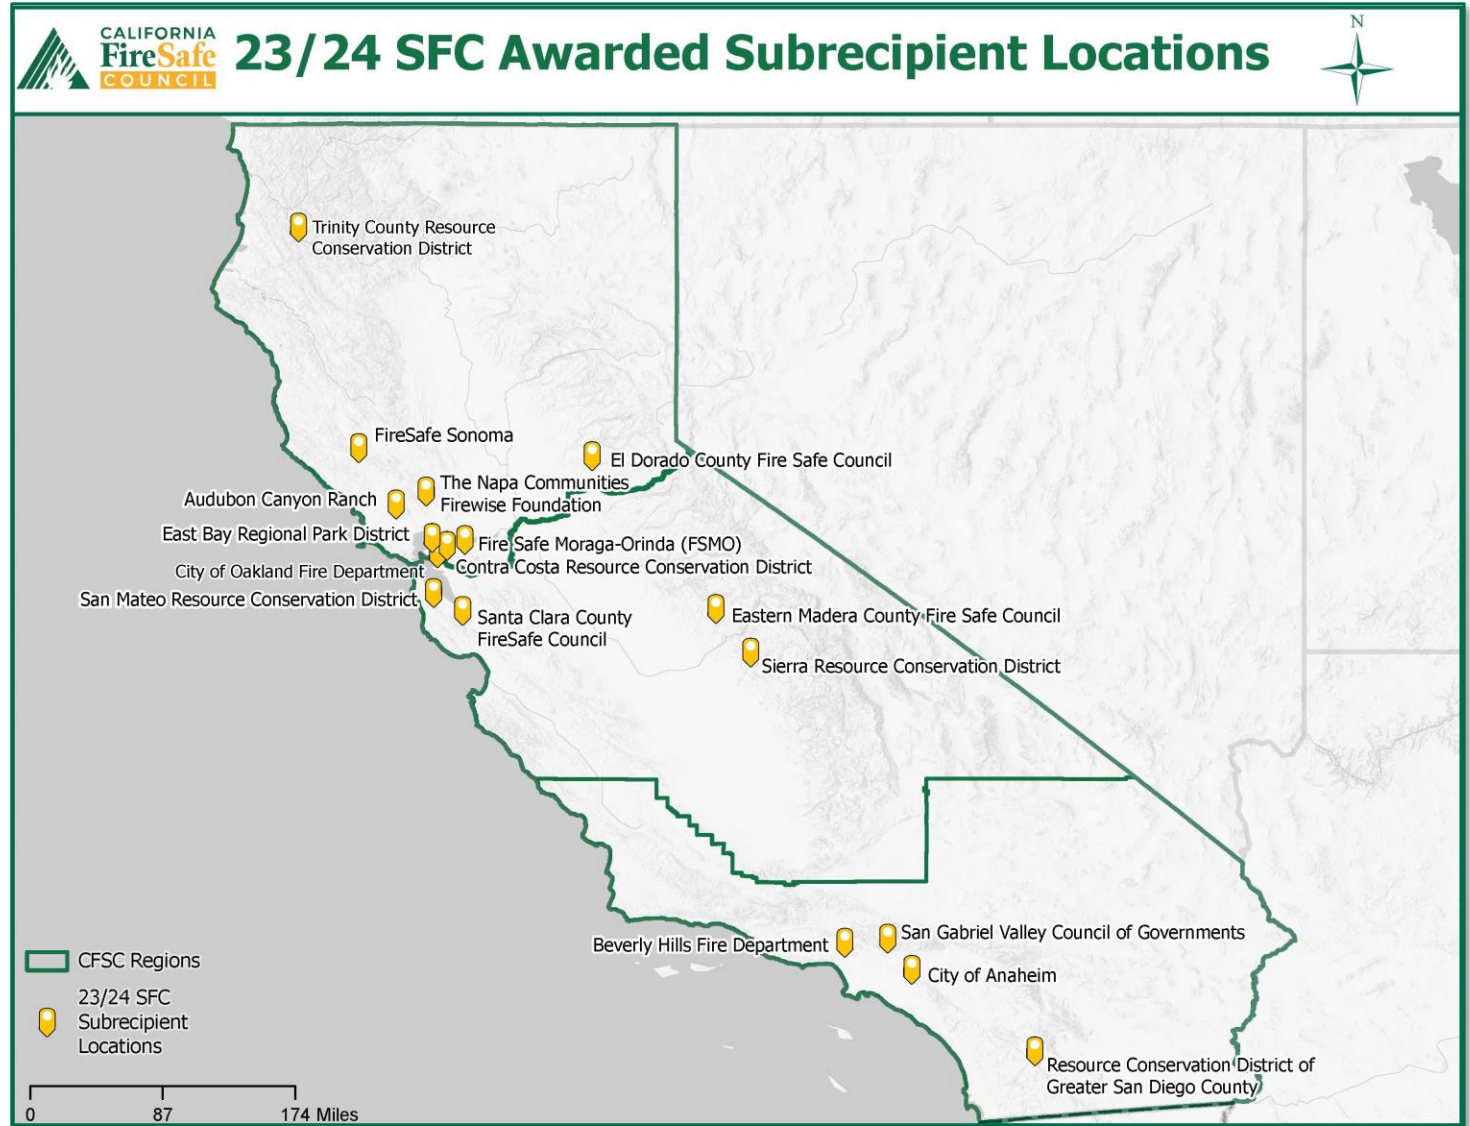 CALIFORNIA
FireSafe
COUNCIL
23/24 SFC Awarded Subrecipient Locations
N
Trinity County Resource
Conservation District
FireSafe Sonoma
El Dorado County Fire Safe Council
The Napa Communities
Firewise Foundation
Audubon Canyon Ranch
East Bay Regional Park District
Fire Safe Moraga-Orinda (FSMO)
Contra Costa Resource Conservation District
City of Oakland Fire Department
San Mateo Resource Conservation District
Santa Clara County
FireSafe Council
Eastern Madera County Fire Safe Council
Sierra Resource Conservation District
Beverly Hills Fire Department
San Gabriel Valley Council of Governments
City of Anaheim
Resource Conservation District of
Greater San Diego County
CFSC Regions
23/24 SFC
Subrecipient
Locations
0 87 174 Miles